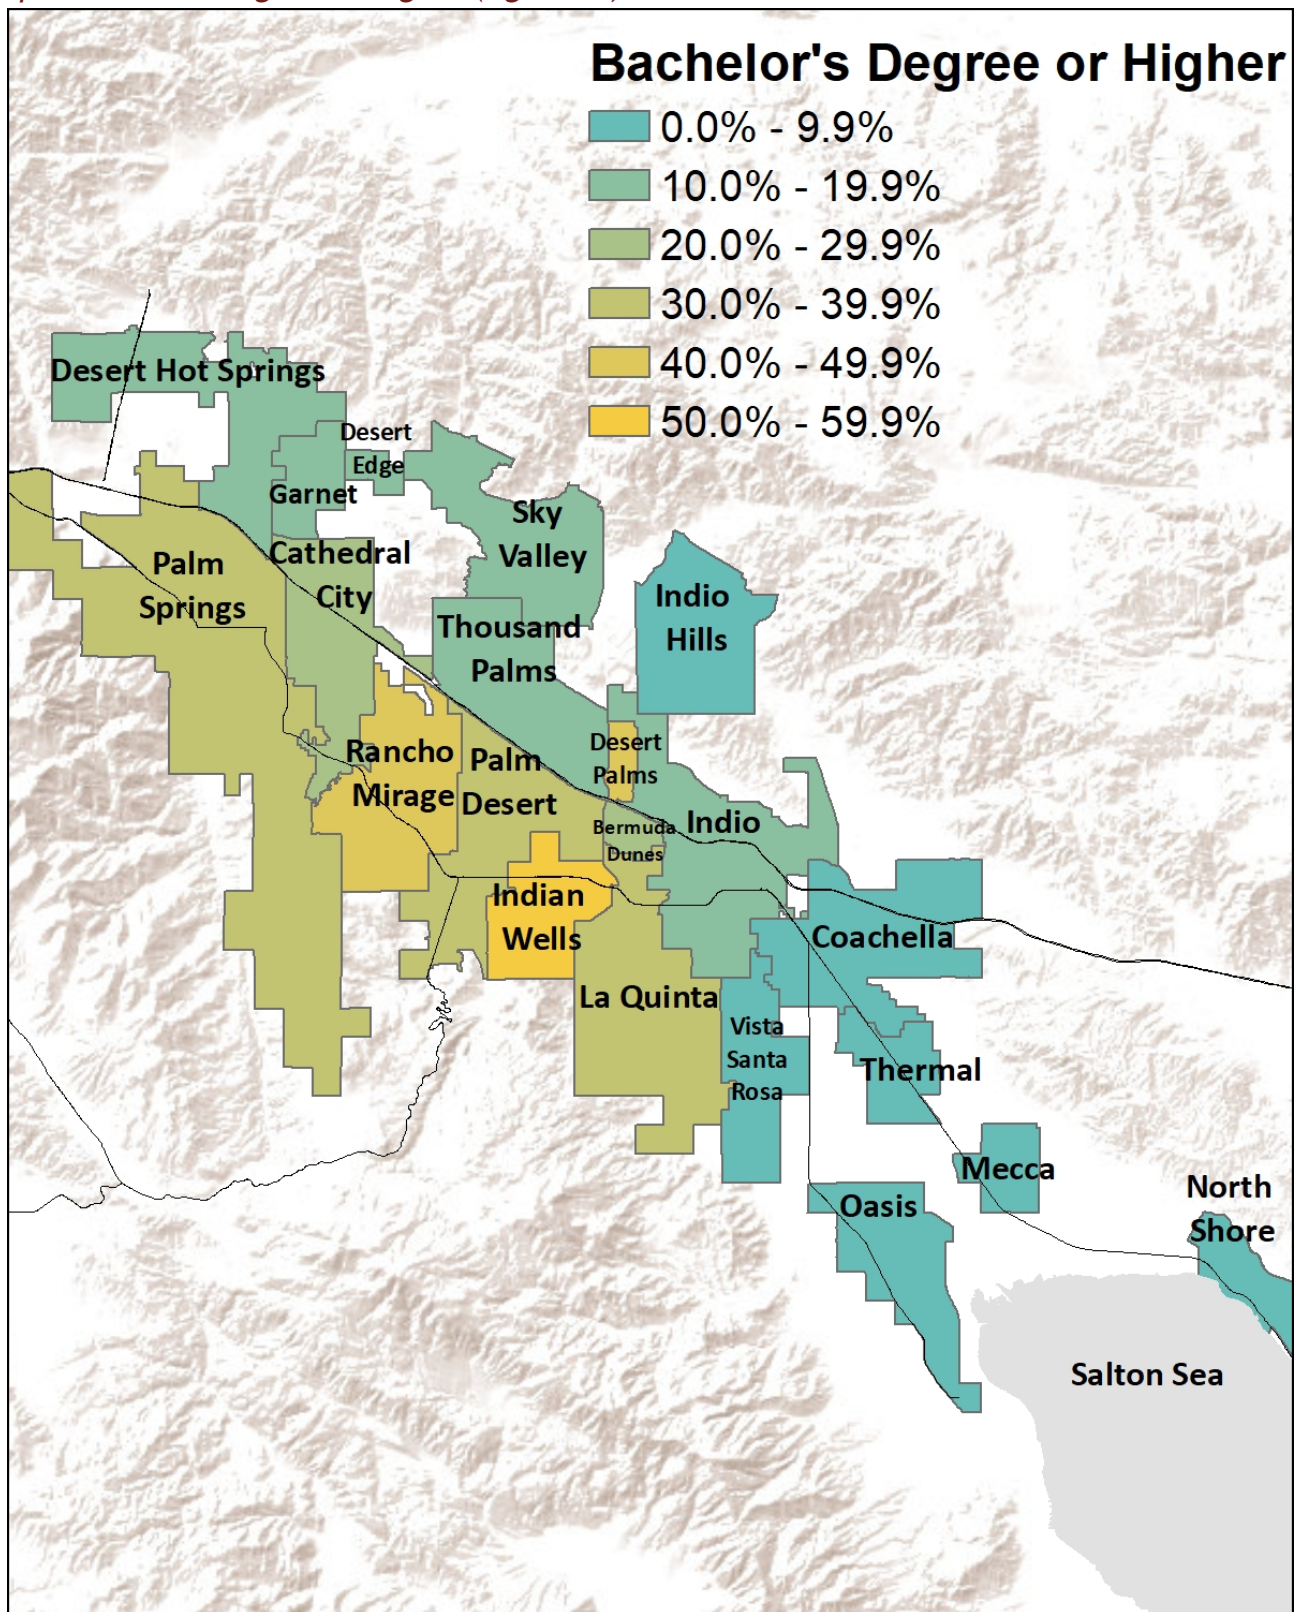 Bachelor's Degree or Higher
0.0% - 9.9%
10.0% - 19.9%
20.0% - 29.9%
30.0% - 39.9%
40.0% - 49.9%
50.0% - 59.9%
Desert Hot Springs
Desert
Edge
Garnet
Sky
Valley
Cathedral
City
Palm
Springs
Indio
Hills
Thousand
Palms
Rancho
Mirage
Palm
Desert
Desert
Palms
Bermuda
Dunes
Indio
Indian
Wells
Coachella
La Quinta
Vista
Santa
Rosa
Thermal
Mecca
Oasis
North
Shore
Salton Sea